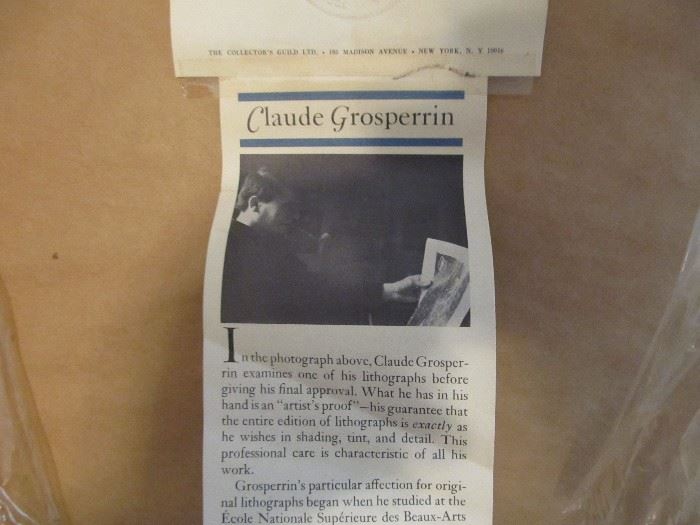 THE COLLECTOR'S GUILD LTD. • 185 MADISON AVENUE • NEW YORK, N. Y. 10016
Claude Grosperrin
In the photograph above, Claude Grosper-
rin examines one of his lithographs before
giving his final approval. What he has in his
hand is an "artist's proof"—his guarantee that
the entire edition of lithographs is exactly as
he wishes in shading, tint, and detail. This
professional care is characteristic of all his
work.
Grosperrin's particular affection for origi-
nal lithographs began when he studied at the
École Nationale Supérieure des Beaux-Arts